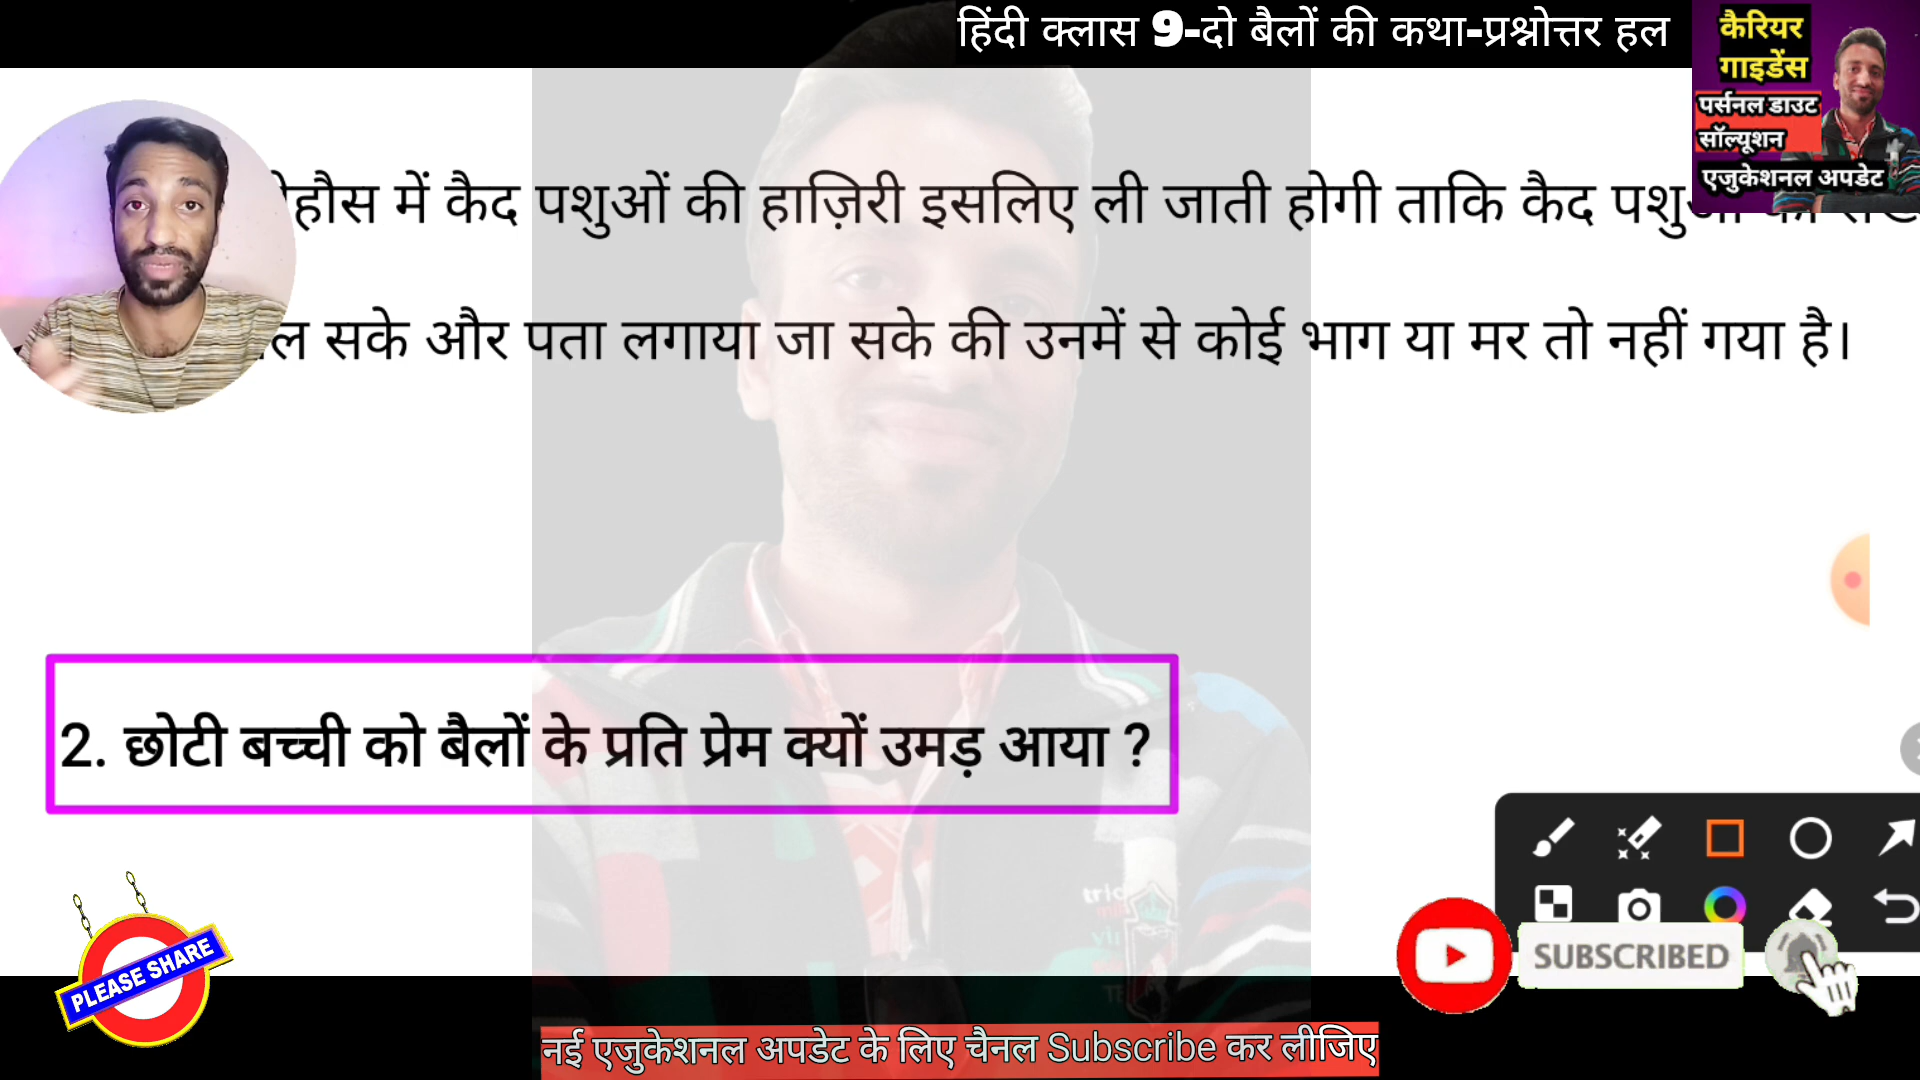 हिंदी क्लास 9-दो बैलों की कथा-प्रश्नोत्तर हल
कैरियर
गाइडेंस
पर्सनल डाउट
सॉल्यूशन
एजुकेशनल अपडेट
में कैद पशुओं की हाज़िरी इसलिए ली जाती होगी ताकि कैद
सके और पता लगाया जा सके की उनमें से कोई भाग या मर तो नहीं गया है।
2. छोटी बच्ची को बैलों के प्रति प्रेम क्यों उमड़ आया ?
PLEASE SHARE
SUBSCRIBED
नई एजुकेशनल अपडेट के लिए चैनल Subscribe कर लीजिए